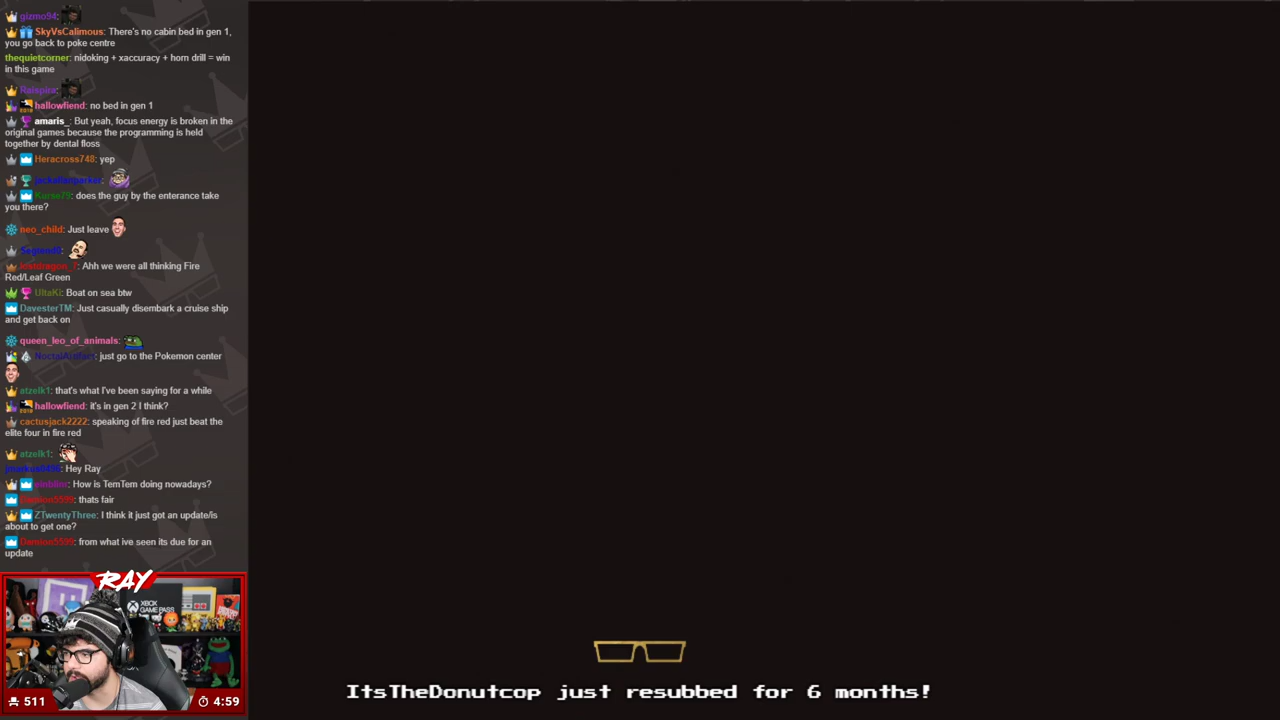 gizmo94:
SkyVsCalimous: There's no cabin bed in gen 1,
you go back to poke centre
thequietcorner: nidoking + xaccuracy + horn drill = win
in this game
Ralspira:
hallowfiend: no bed in gen 1
amaris_: But yeah, focus energy is broken in the
original games because the programming is held
together by dental floss
Heracross748: yep
jackattanparker:
Kurse79: does the guy by the enterance take
you there?
neo_child: Just leave
lostdragon_7: Ahh we were all thinking Fire
Red/Leaf Green
UltaKi: Boat on sea btw
DavesterTM: Just casually disembark a cruise ship
and get back on
queen_leo_of_animals:
just go to the Pokemon center
atzelk1: that's what I've been saying for a while
hallowfiend: it's in gen 2 I think?
cactusjack2222: speaking of fire red just beat the
elite four in fire red
atzelk1:
Hey Ray
How is TemTem doing nowadays?
Damion5599: thats fair
ZTwentyThree: I think it just got an update/is
about to get one?
Damion5599: from what ive seen its due for an
update
RAY
XBOX
GAME PASS
511
4:59
ItsTheDonutcop just resubbed for 6 months!